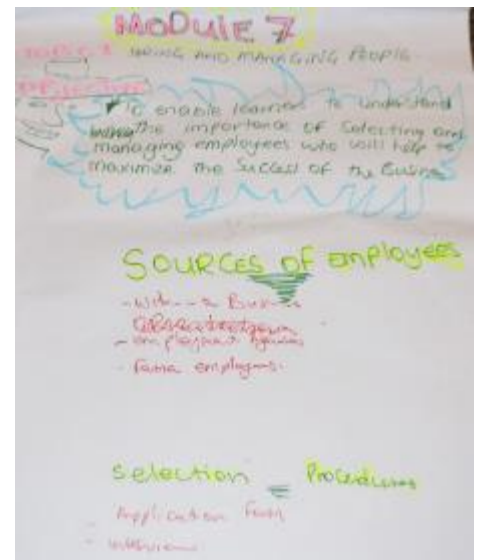 MODULE 7
HIRING AND MANAGING PEOPLE
To enable learners to understand
the importance of Selecting and
managing employees who will help to
maximize the Success of the Business
SOURCES OF EMPLOYEES
- Within a Business
- employment
- Former employees.
Selection Procedures
- Application Form
- interview